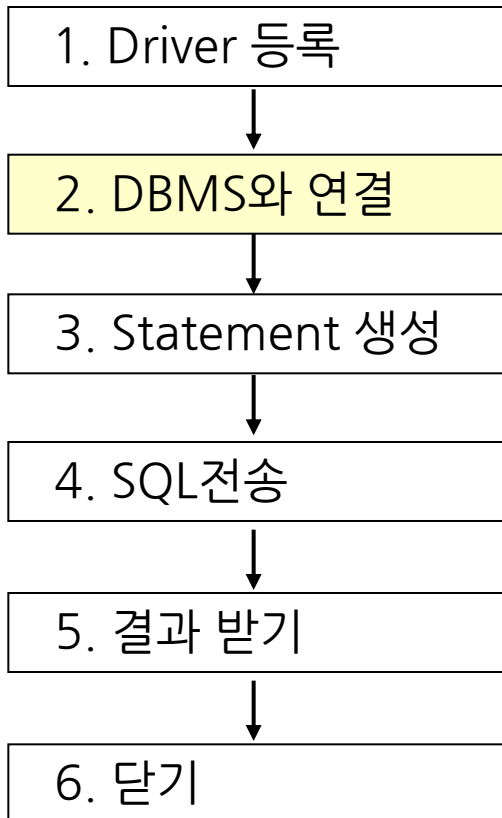 1. Driver 등록
2. DBMS와 연결
3. Statement 생성
4. SQL전송
5. 결과 받기
6. 닫기